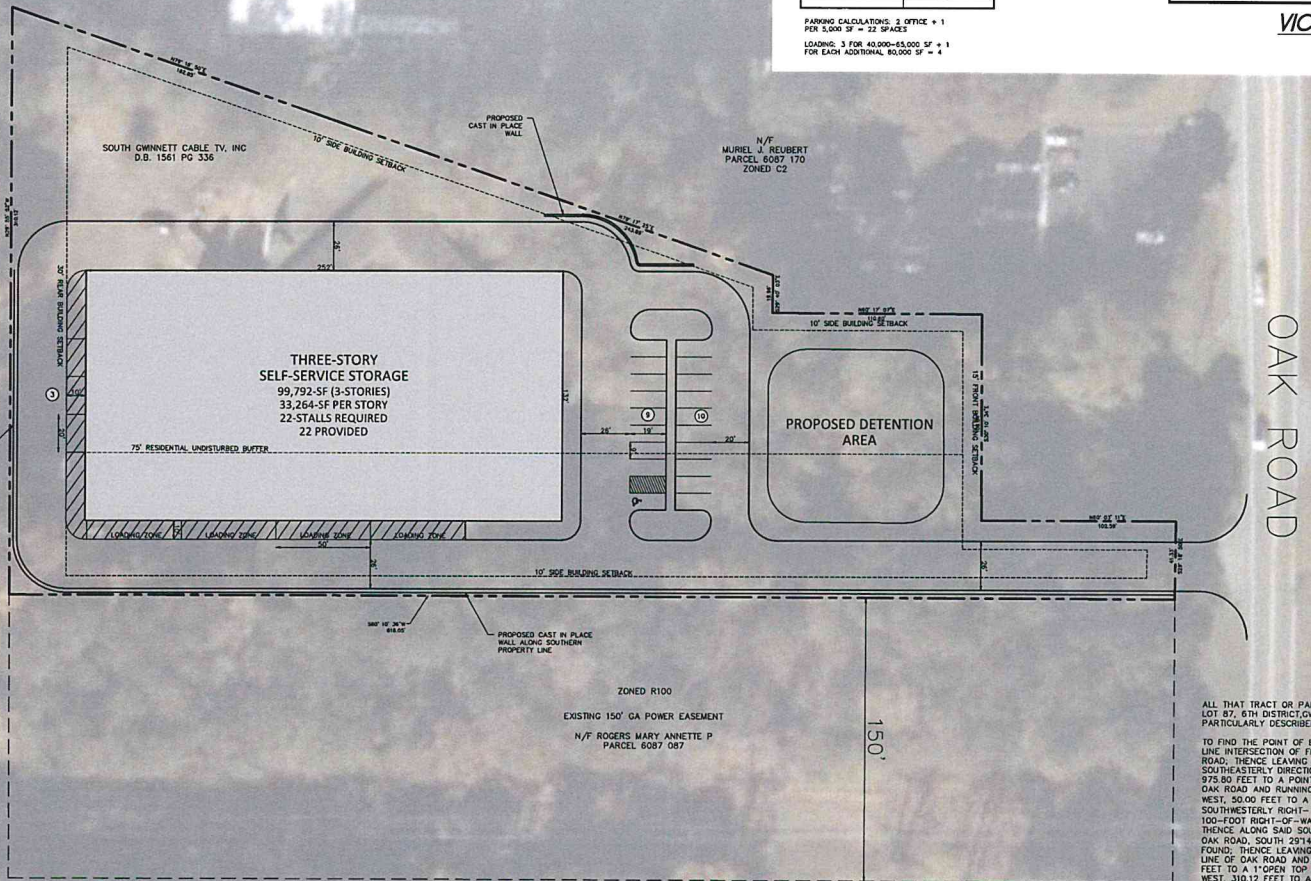 PARKING CALCULATIONS: 2 OFFICE + 1
PER 5,000 SF = 22 SPACES
LOADING: 3 FOR 40,000-65,000 SF + 1
FOR EACH ADDITIONAL 80,000 SF = 4
VIC
SOUTH GWINNETT CABLE TV, INC
D.B. 1561 PG 336
10' SIDE BUILDING SETBACK
PROPOSED
CAST IN PLACE
WALL
N/F
MURIEL J. REUBERT
PARCEL 6087 170
ZONED C2
26'
252'
30' REAR BUILDING SETBACK
THREE-STORY
SELF-SERVICE STORAGE
99,792-SF (3-STORIES)
33,264-SF PER STORY
22-STALLS REQUIRED
22 PROVIDED
3
10'
20'
75' RESIDENTIAL UNDISTURBED BUFFER
9
10
19'
20'
10' SIDE BUILDING SETBACK
PROPOSED DETENTION
AREA
15' FRONT BUILDING SETBACK
OAK ROAD
LOADING ZONE
LOADING ZONE
LOADING ZONE
LOADING ZONE
50'
26'
10' SIDE BUILDING SETBACK
26'
PROPOSED CAST IN PLACE
WALL ALONG SOUTHERN
PROPERTY LINE
ZONED R100
EXISTING 150' GA POWER EASEMENT
N/F ROGERS MARY ANNETTE P
PARCEL 6087 087
150'
ALL THAT TRACT OR
LOT 87, 6TH DISTRICT,
PARTICULARLY DESCRIBE
TO FIND THE POINT OF
LINE INTERSECTION OF
ROAD; THENCE LEAVING
SOUTHEASTERLY DIRECTI
975.80 FEET TO A POINT
OAK ROAD AND RUNNING
WEST, 50.00 FEET TO A
SOUTHWESTERLY RIGHT-
100-FOOT RIGHT-OF-WA
THENCE ALONG SAID SOU
OAK ROAD, SOUTH 29°14
FOUND; THENCE LEAVING
LINE OF OAK ROAD AND
FEET TO A 1"OPEN TOP
WEST, 310.12 FEET TO A